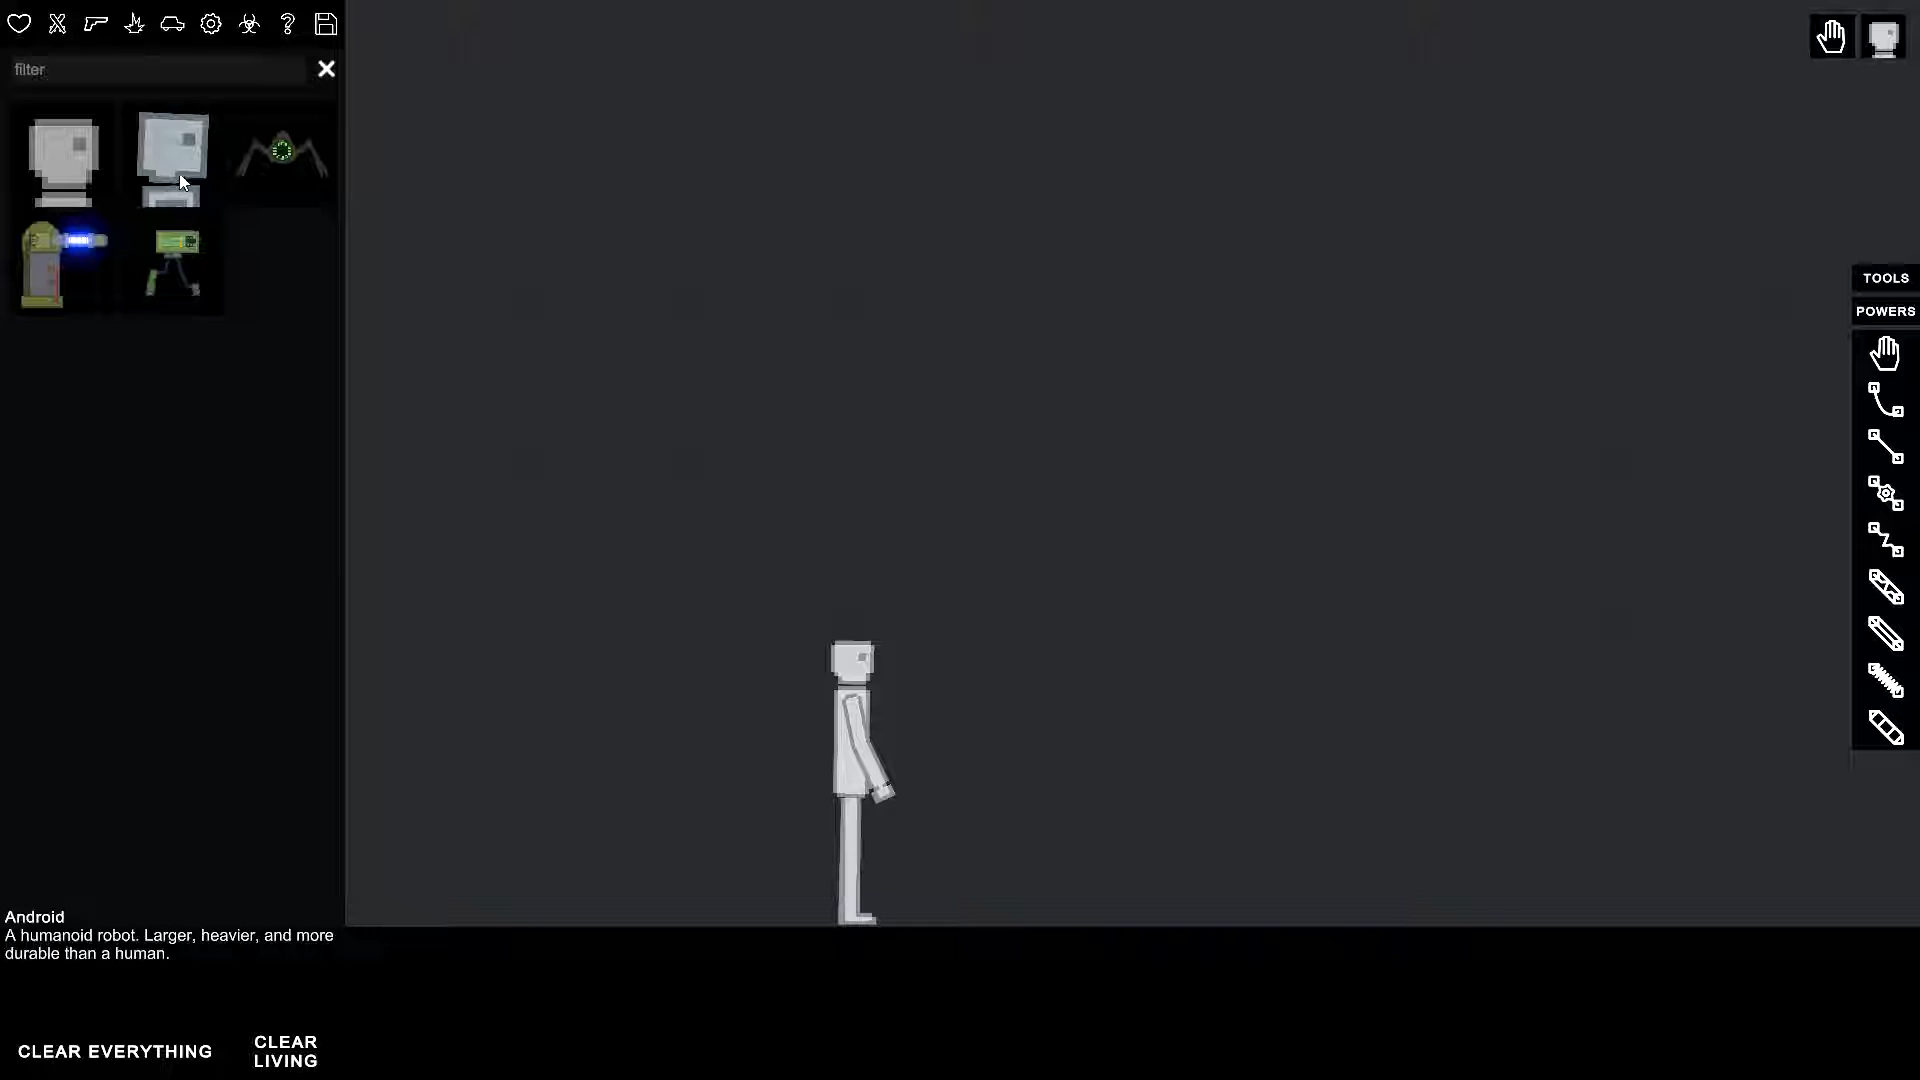 filter
TOOLS
POWERS
Android
A humanoid robot. Larger, heavier, and more
durable than a human.
CLEAR EVERYTHING
CLEAR
LIVING